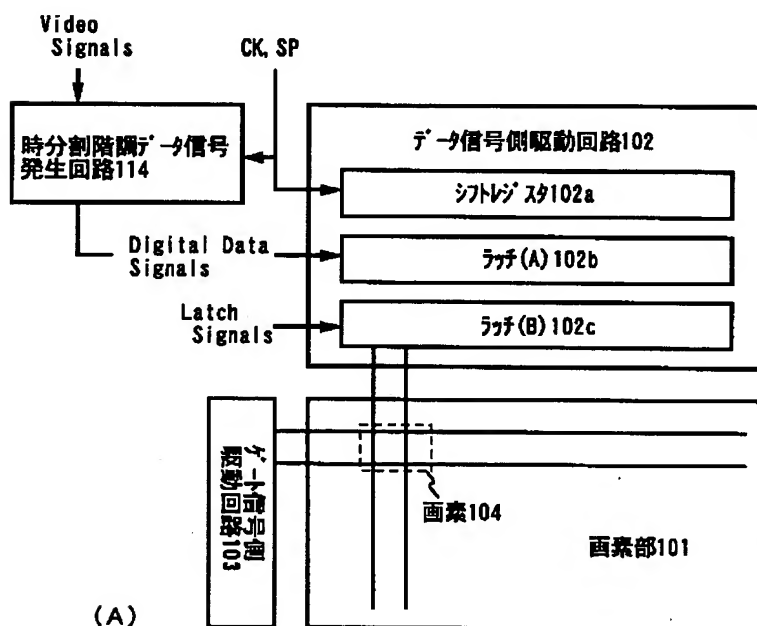 Video
Signals
CK, SP
時分割階調ﾃﾞｰﾀ信号
発生回路114
ﾃﾞｰﾀ信号側駆動回路102
ｼﾌﾄﾚｼﾞｽﾀ102a
Digital Data
Signals
ﾗｯﾁ(A)102b
Latch
Signals
ﾗｯﾁ(B)102c
ｹﾞｰﾄ信号側
駆動回路103
画素104
画素部101
(A)